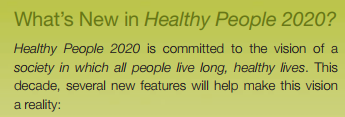 What's New in Healthy People 2020?
Healthy People 2020 is committed to the vision of a
society in which all people live long, healthy lives. This
decade, several new features will help make this vision
a reality: